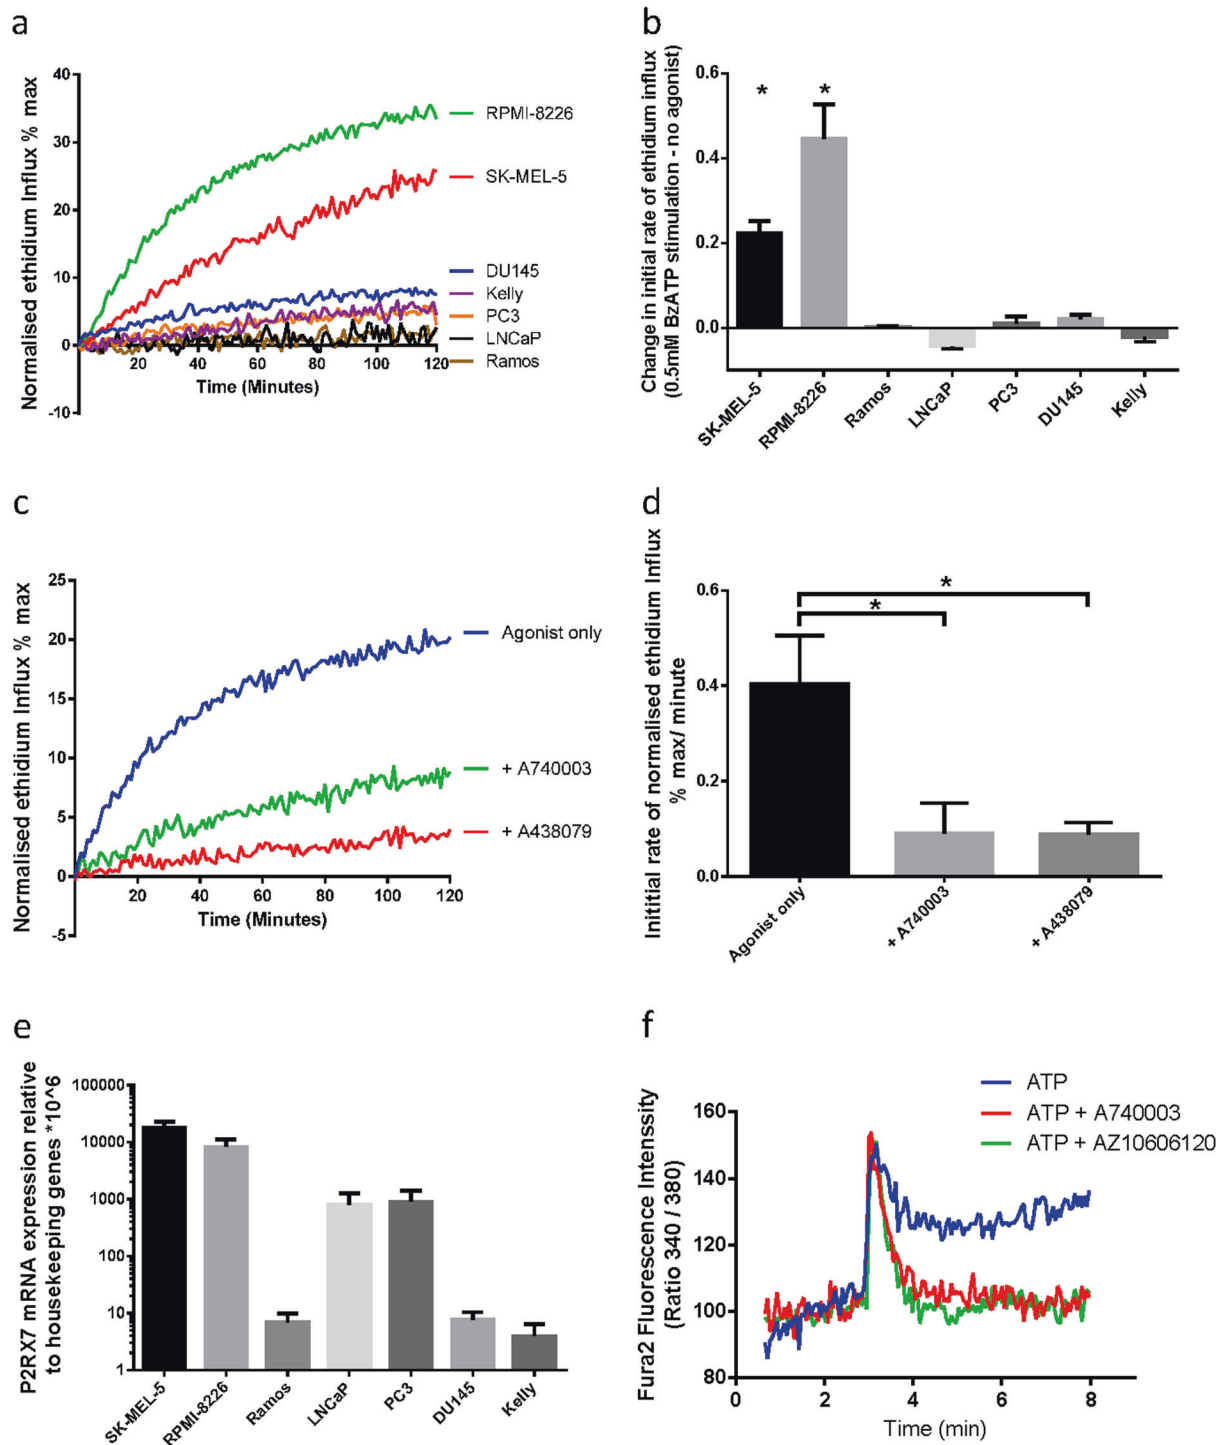 a
Normalised ethidium Influx % max
40
30
20
10
0
-10
20
40
60
80
100
120
Time (Minutes)
RPMI-8226
SK-MEL-5
DU145
Kelly
PC3
LNCaP
Ramos
b
Change in initial rate of ethidium influx
(0.5mM BzATP stimulation - no agonist)
0.6
0.4
0.2
0.0
*
*
SK-MEL-5
RPMI-8226
Ramos
LNCaP
PC3
DU145
Kelly
c
Normalised ethidium Influx % max
25
20
15
10
5
0
-5
20
40
60
80
100
120
Time (Minutes)
Agonist only
+ A740003
+ A438079
d
Inititial rate of normalised ethidium Influx
% max/ minute
0.6
0.4
0.2
0.0
*
*
Agonist only
+ A740003
+ A438079
e
P2RX7 mRNA expression relative
to housekeeping genes *10^6
100000
10000
1000
100
10
1
SK-MEL-5
RPMI-8226
Ramos
LNCaP
PC3
DU145
Kelly
f
ATP
ATP + A740003
ATP + AZ10606120
Fura2 Fluorescence Intenssity
(Ratio 340 / 380)
160
140
120
100
80
0
2
4
6
8
Time (min)